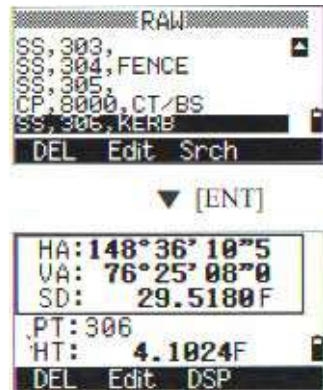 RAW
SS,303,
SS,304,FENCE
SS,305,
CP,8000,CT/BS
SS,306,KERB
DEL Edit Srch
▼ [ENT]
HA:148°36'10"5
VA: 76°25'08"0
SD: 29.5180F
PT:306
HT: 4.1024F
DEL Edit DSP